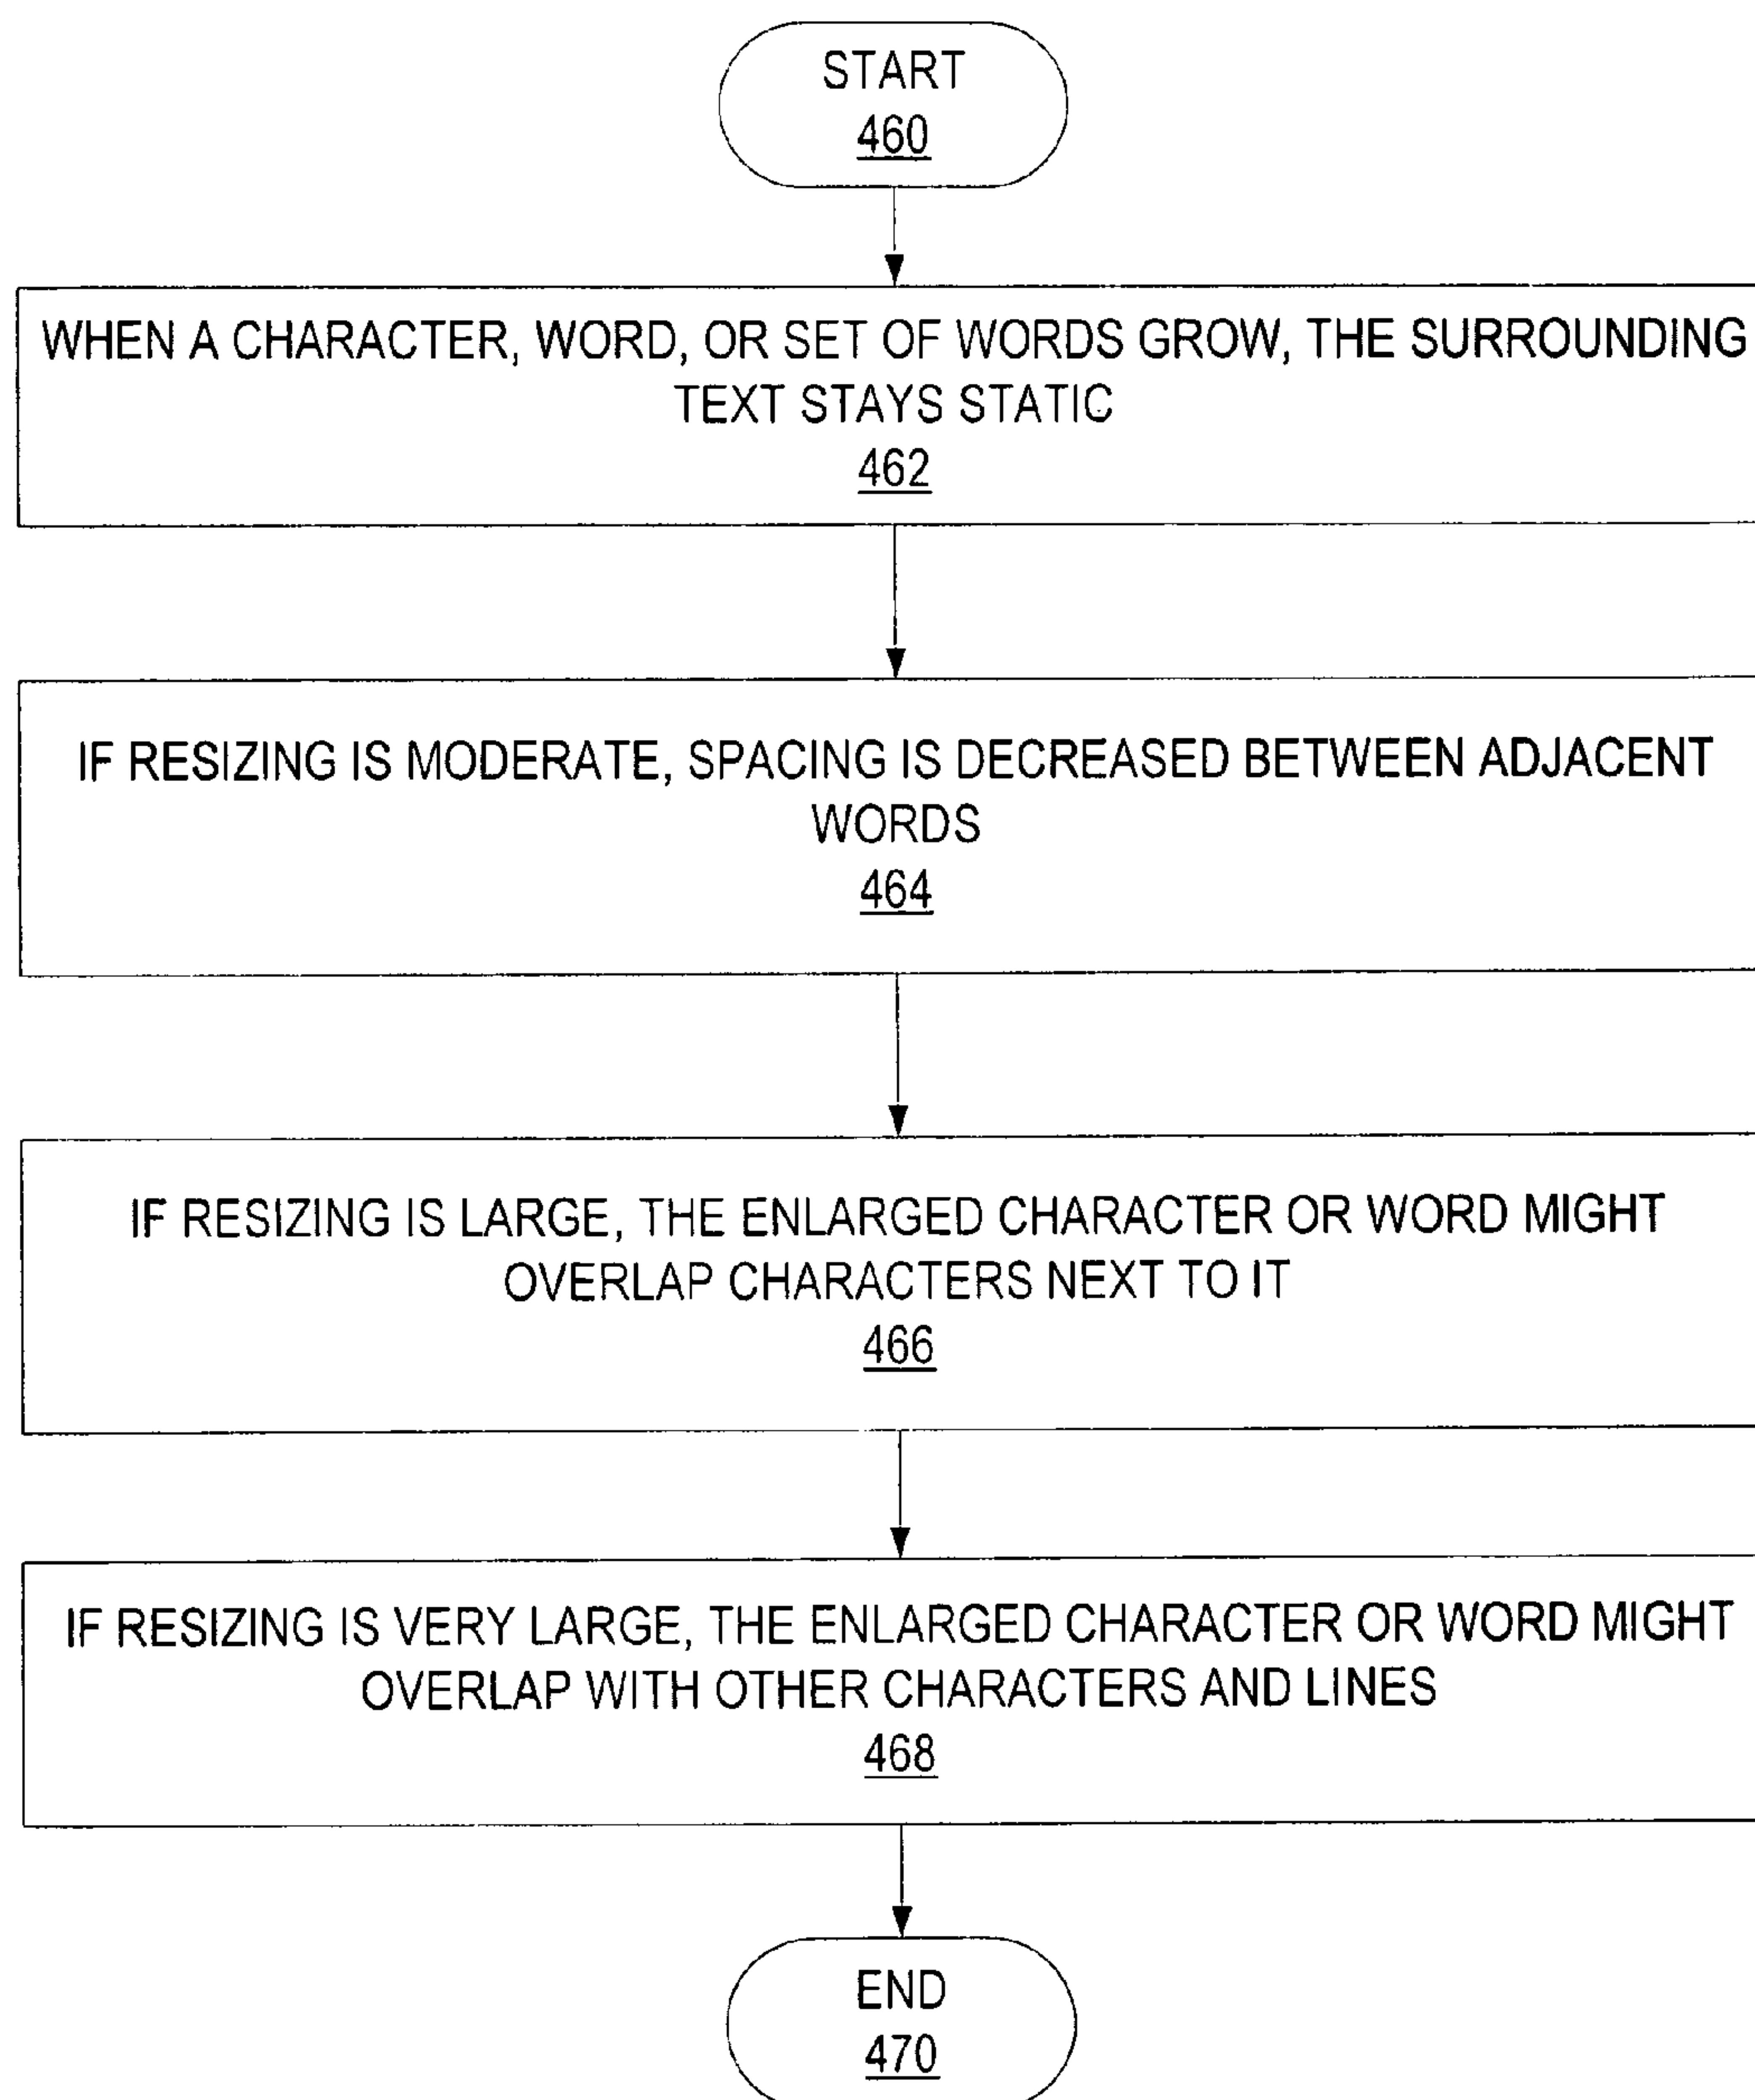 START
460
WHEN A CHARACTER, WORD, OR SET OF WORDS GROW, THE SURROUNDING
TEXT STAYS STATIC
462
IF RESIZING IS MODERATE, SPACING IS DECREASED BETWEEN ADJACENT
WORDS
464
IF RESIZING IS LARGE, THE ENLARGED CHARACTER OR WORD MIGHT
OVERLAP CHARACTERS NEXT TO IT
466
IF RESIZING IS VERY LARGE, THE ENLARGED CHARACTER OR WORD MIGHT
OVERLAP WITH OTHER CHARACTERS AND LINES
468
END
470